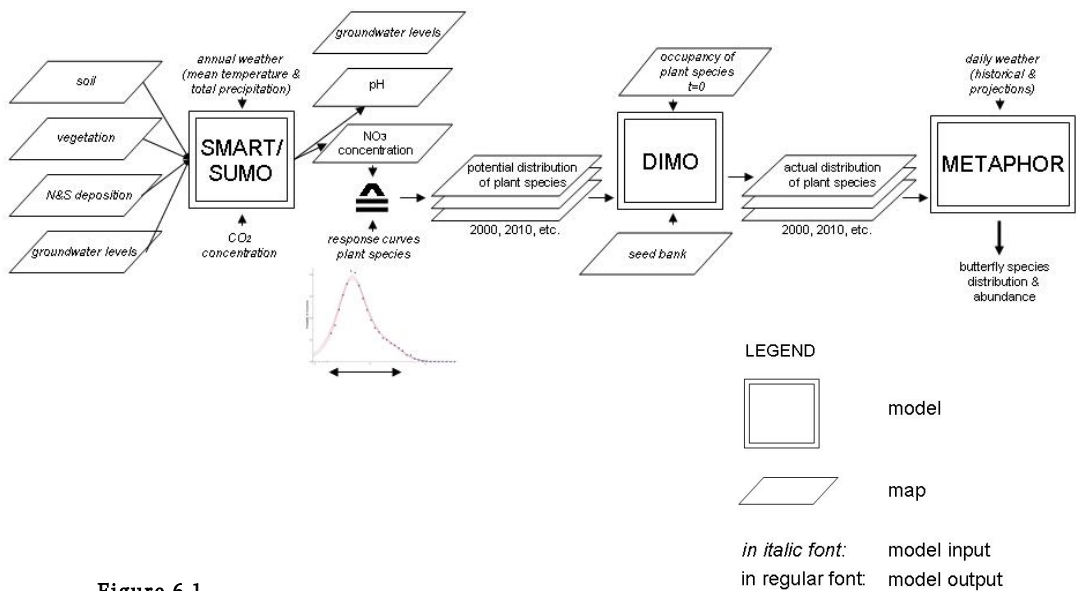 groundwater levels
soil
annual weather
(mean temperature &
total precipitation)
pH
vegetation
NO3
concentration
SMART/
SUMO
N&S deposition
groundwater levels
CO2
concentration
response curves
plant species
potential distribution
of plant species
2000, 2010, etc.
occupancy of
plant species
t=0
DIMO
seed bank
actual distribution
of plant species
2000, 2010, etc.
daily weather
(historical &
projections)
METAPHOR
butterfly species
distribution &
abundance
LEGEND
model
map
in italic font: model input
in regular font: model output
Figure 6.1